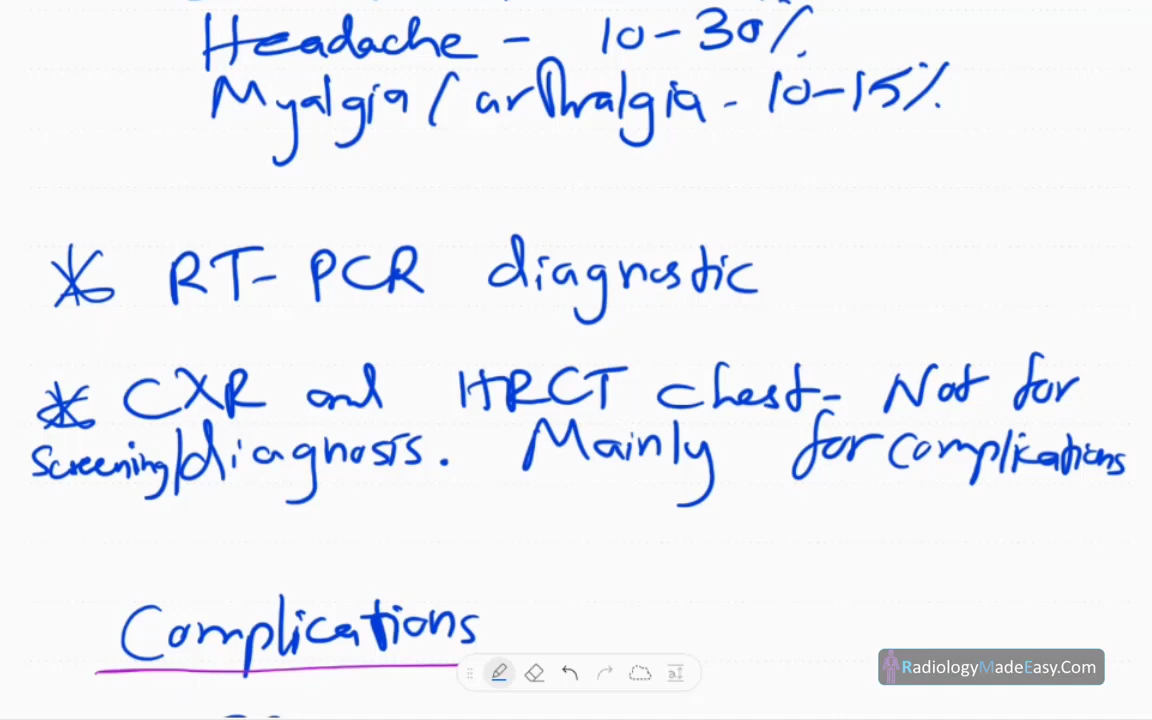 Headache - 10-30%
Myalgia / arthralgia - 10-15%
* RT-PCR diagnostic
* CXR and HRCT chest - Not for
screening/diagnosis. Mainly for complications
Complications
RadiologyMadeEasy.Com